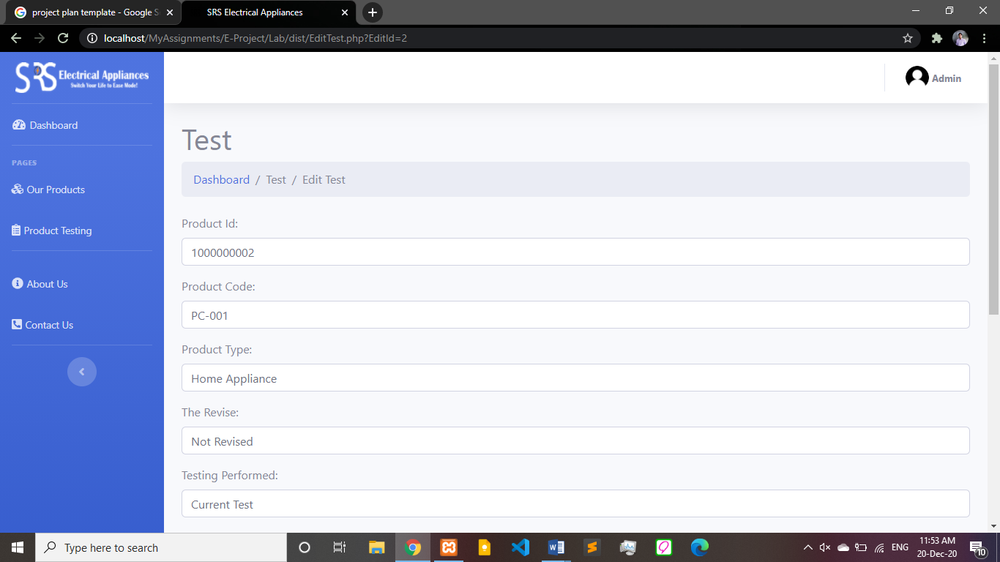 project plan template - Google S
SRS Electrical Appliances
localhost/MyAssignments/E-Project/Lab/dist/EditTest.php?EditId=2
SRS Electrical Appliances
Switch Your Life to Ease Mode!
Admin
Dashboard
PAGES
Our Products
Product Testing
About Us
Contact Us
Test
Dashboard / Test / Edit Test
Product Id:
1000000002
Product Code:
PC-001
Product Type:
Home Appliance
The Revise:
Not Revised
Testing Performed:
Current Test
Type here to search
ENG
11:53 AM
20-Dec-20
10